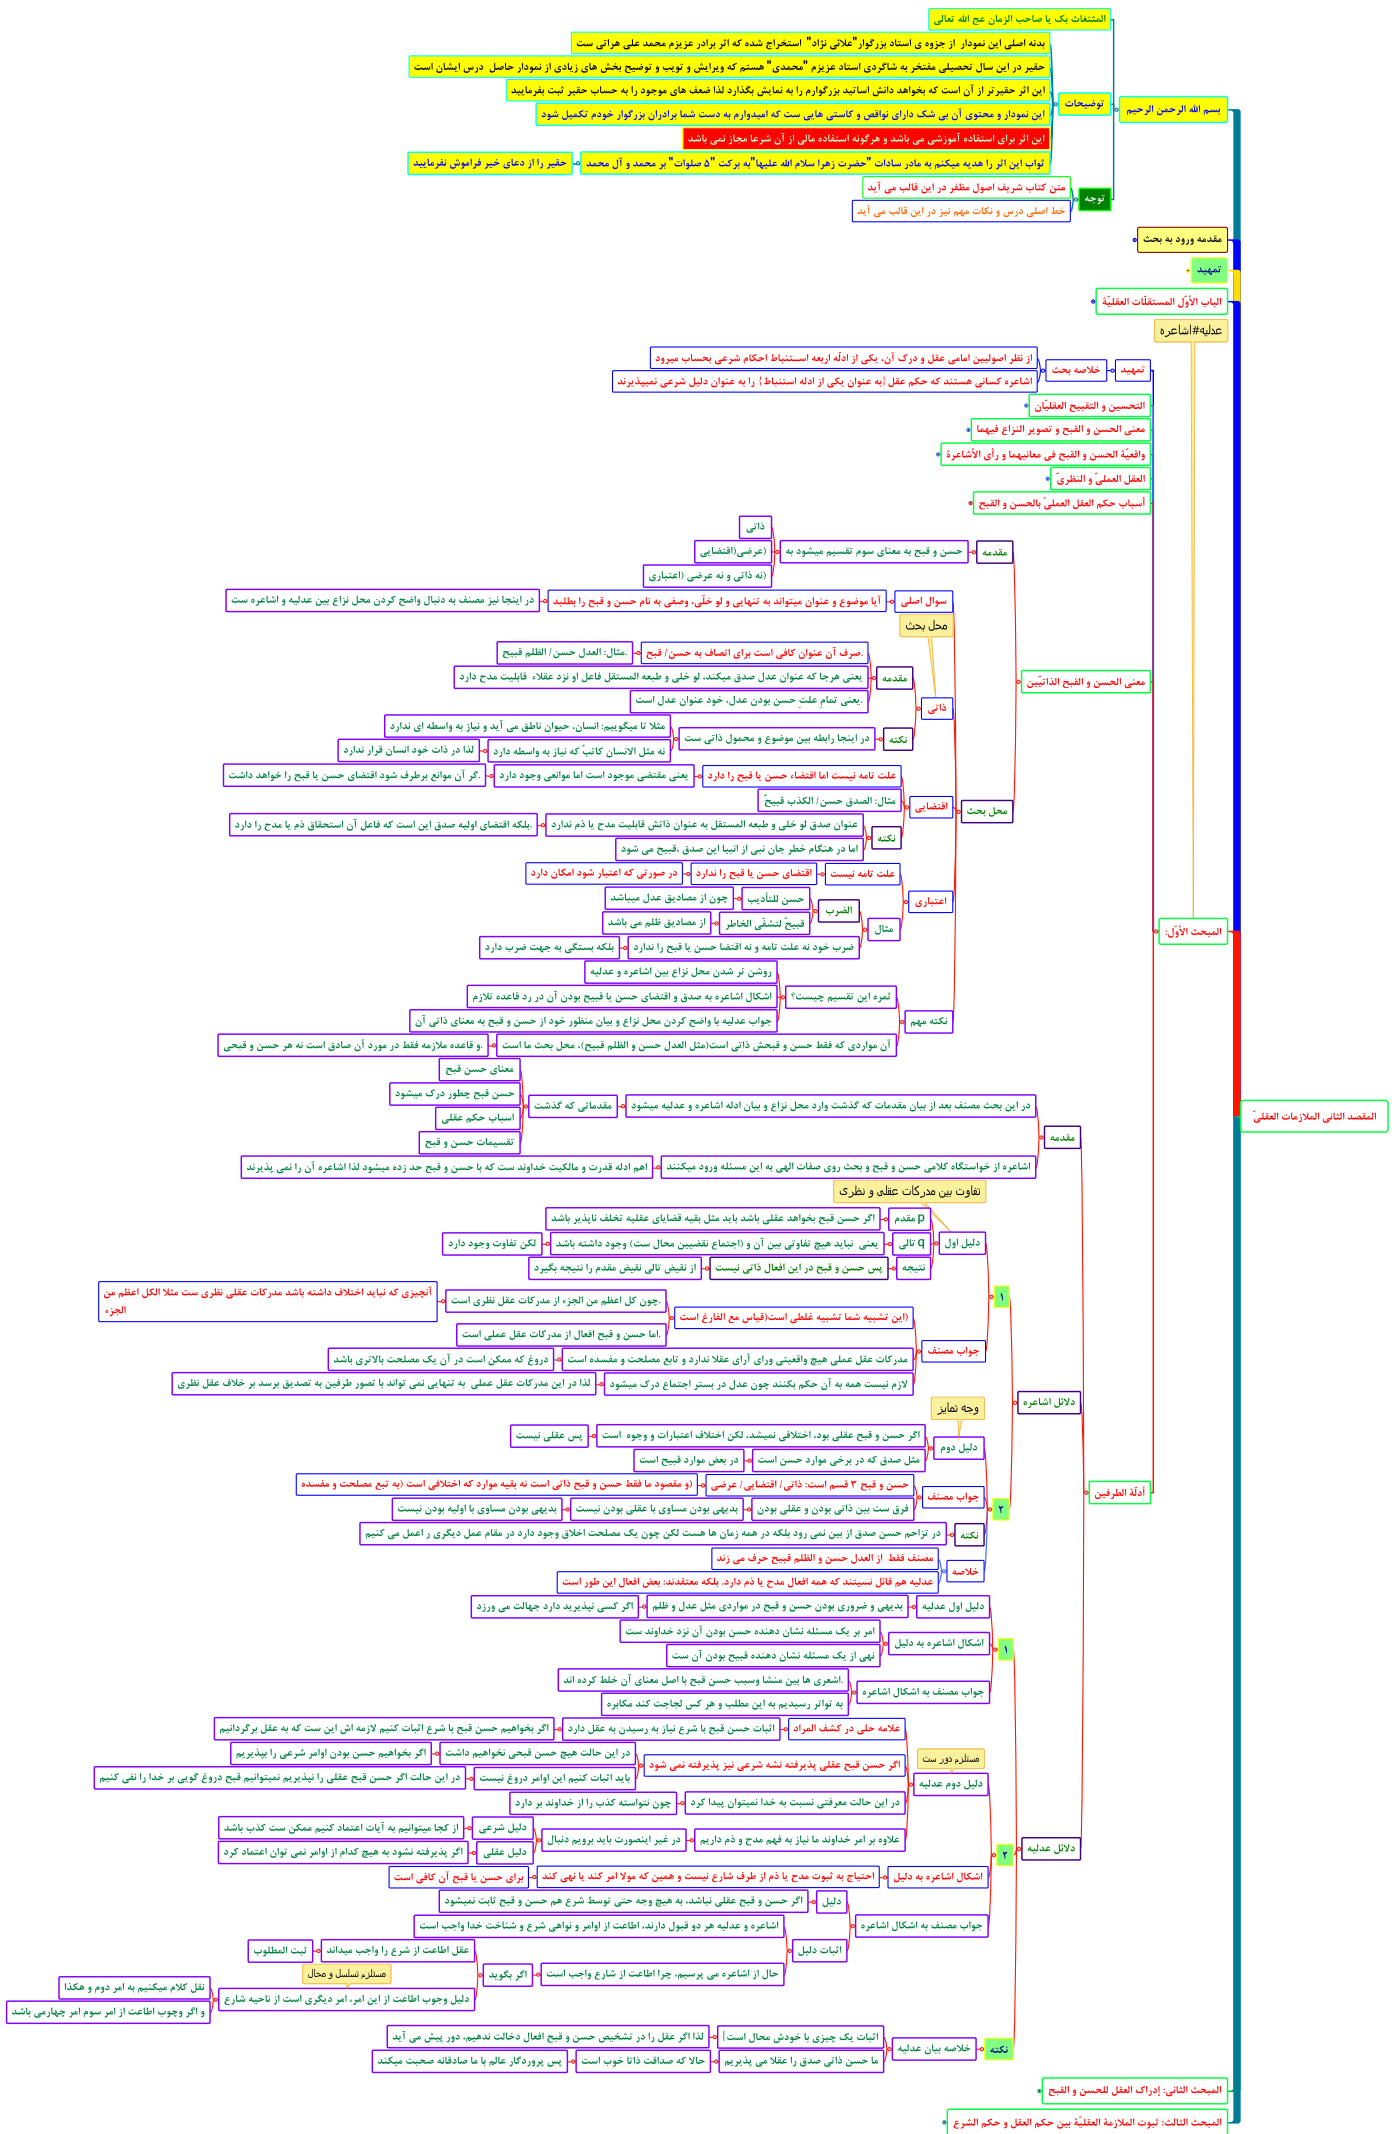 المقصد الثانی الملازمات العقلیّ
بسم الله الرحمن الرحیم
المثتغاث بک یا صاحب الزمان عج الله تعالی
توضیحات
بدنه اصلی این نمودار از جزوه ی استاد بزرگوار"علائی نژاد" استخراج شده که اثر برادر عزیزم محمد علی هراتی ست
حقیر در این سال تحصیلی مفتخر به شاگردی استاد عزیزم "محمدی" هستم که ویرایش و تویب و توضیح بخش های زیادی از نمودار حاصل درس ایشان است
این اثر حقیرتر از آن است که بخواهد دانش اساتید بزرگوارم را به نمایش بگذارد لذا ضعف های موجود را به حساب حقیر ثبت بفرمایید
این نمودار و محتوی آن بی شک دارای نواقص و کاستی هایی ست که امیدوارم به دست شما برادران بزرگوار خودم تکمیل شود
این اثر برای استفاده آموزشی می باشد و هرگونه استفاده مالی از آن شرعا مجاز نمی باشد
ثواب این اثر را هدیه میکنم به مادر سادات "حضرت زهرا سلام الله علیها"به برکت "۵ صلوات" بر محمد و آل محمد
حقیر را از دعای خیر فراموش نفرمایید
توجه
متن کتاب شریف اصول مظفر در این قالب می آید
خط اصلی درس و نکات مهم نیز در این قالب می آید
مقدمه ورود به بحث
تمهید
الباب الأوّل المستقلّات العقلیّة
عدلیه#اشاعره
المبحث الأوّل:
تمهید
خلاصه بحث
از نظر اصولیین امامی عقل و درک آن، یکی از ادلّه اربعه اســتنباط احکام شرعی بحساب میرود
اشاعره کسانی هستند که حکم عقل {به عنوان یکی از ادله استنباط} را به عنوان دلیل شرعی نمیپذیرند
التحسین و التقبیح العقلیّان
معنی الحسن و القبح و تصویر النزاع فیهما
واقعیّة الحسن و القبح فی معانیهما و رأی الأشاعرة
العقل العملیّ و النظریّ
أسباب حکم العقل العملیّ بالحسن و القبح
معنی الحسن و القبح الذاتیّین
مقدمه
حسن و قبح به معنای سوم تقسیم میشود به
ذاتی
(عرضی(اقتضایی
(نه ذاتی و نه عرضی (اعتباری
محل بحث
سوال اصلی
آیا موضوع و عنوان میتواند به تنهایی و لو خلّی، وصفی به نام حسن و قبح را بطلبد
در اینجا نیز مصنف به دنبال واضح کردن محل نزاع بین عدلیه و اشاعره ست
محل بحث
ذاتی
مقدمه
.صرف آن عنوان کافی است برای اتصاف به حسن/ قبح
.مثال: العدل حسن/ الظلم قبیح
یعنی هرجا که عنوان عدل صدق میکند، لو خلی و طبعه المستقل فاعل او نزد عقلاء قابلیت مدح دارد
.یعنی تمام علتِ حسن بودن عدل، خود عنوان عدل است
نکته
در اینجا رابطه بین موضوع و محمول ذاتی ست
مثلا تا میگوییم: انسان، حیوان ناطق می آید و نیاز به واسطه ای ندارد
نه مثل الانسان کاتبٌ که نیاز به واسطه دارد
لذا در ذات خود انسان قرار ندارد
اقتضایی
علت تامه نیست اما اقتضاء حسن یا قبح را دارد
یعنی مقتضی موجود است اما موانعی وجود دارد
.گر آن موانع برطرف شود اقتضای حسن یا قبح را خواهد داشت
مثال: الصدق حسن/ الکذب قبیحٌ
نکته
عنوان صدق لو خلی و طبعه المستقل به عنوان ذاتش قابلیت مدح یا ذم ندارد
.بلکه اقتضای اولیه صدق این است که فاعل آن استحقاق ذم یا مدح را دارد
اما در هنگام خطر جان نبی از انبیا این صدق ،قبیح می شود
اعتباری
علت تامه نیست
اقتضای حسن یا قبح را ندارد
در صورتی که اعتبار شود امکان دارد
مثال
الضرب
حسن للتأدیب
چون از مصادیق عدل میباشد
قبیحٌ لتشفّی الخاطر
از مصادیق ظلم می باشد
ضرب خود نه علت تامه و نه اقتضا حسن یا قبح را ندارد
بلکه بستگی به جهت ضرب دارد
نکته مهم
ثمره این تقسیم چیست؟
روشن تر شدن محل نزاع بین اشاعره و عدلیه
اشکال اشاعره به صدق و اقتضای حسن یا قبیح بودن آن در رد قاعده تلازم
جواب عدلیه با واضح کردن محل نزاع و بیان منظور خود از حسن و قبح به معنای ذاتی آن
آن مواردی که فقط حسن و قبحش ذاتی است(مثل العدل حسن و الظلم قبیح)، محل بحث ما است
.و قاعده ملازمه فقط در مورد آن صادق است نه هر حسن و قبحی
أدلّة الطرفین
مقدمه
در این بحث مصنف بعد از بیان مقدمات که گذشت وارد محل نزاع و بیان ادله اشاعره و عدلیه میشود
مقدماتی که گذشت
معنای حسن قبح
حسن قبح چطور درک میشود
اسباب حکم عقلی
تقسیمات حسن و قبح
اشاعره از خواستگاه کلامی حسن و قبح و بحث روی صفات الهی به این مسئله ورود میکنند
اهم ادله قدرت و مالکیت خداوند ست که با حسن و قبح حد زده میشود لذا اشاعره آن را نمی پذیرند
دلائل اشاعره
۱
تفاوت بین مدرکات عقلی و نظری
دلیل اول
p مقدم
اگر حسن قبح بخواهد عقلی باشد باید مثل بقیه قضایای عقلیه تخلف ناپذیر باشد
q تالی
یعنی نباید هیچ تفاوتی بین آن و (اجتماع نقضیین محال ست) وجود داشته باشد
لکن تفاوت وجود دارد
نتیجه
پس حسن و قبح در این افعال ذاتی نیست
از نقیض تالی نقیض مقدم را نتیجه بگیرد
جواب مصنف
(این تشبیه شما تشبیه غلطی است(قیاس مع الفارغ است
.چون کل اعظم من الجزء از مدرکات عقل نظری است
آنچیزی که نباید اختلاف داشته باشد مدرکات عقلی نظری ست مثلا الکل اعظم من
الجزء
.اما حسن و قبح افعال از مدرکات عقل عملی است
مدرکات عقل عملی هیچ واقعیتی ورای آرای عقلا ندارد و تابع مصلحت و مفسده است
دروغ که ممکن است در آن یک مصلحت بالاتری باشد
لازم نیست همه به آن حکم بکنند چون عدل در بستر اجتماع درک میشود
لذا در این مدرکات عقل عملی به تنهایی نمی تواند با تصور طرفین به تصدیق برسد بر خلاف عقل نظری
۲
وجه تمایز
دلیل دوم
اگر حسن و قبح عقلی بود، اختلافی نمیشد، لکن اختلاف اعتبارات و وجوه است
پس عقلی نیست
مثل صدق که در برخی موارد حسن است
در بعض موارد قبیح است
جواب مصنف
حسن و قبح ۳ قسم است: ذاتی/ اقتضایی/ عرضی
(و مقصود ما فقط حسن و قبح ذاتی است نه بقیه موارد که اختلافی است (به تبع مصلحت و مفسده
فرق ست بین ذاتی بودن و عقلی بودن
بدیهی بودن مساوی با عقلی بودن نیست
بدیهی بودن مساوی با اولیه بودن نیست
نکته
در تزاحم حسن صدق از بین نمی رود بلکه در همه زمان ها هست لکن چون یک مصلحت اخلاق وجود دارد در مقام عمل دیگری ر اعمل می کنیم
خلاصه
مصنف فقط از العدل حسن و الظلم قبیح حرف می زند
عدلیه هم قائل نسیتند که همه افعال مدح یا ذم دارد. بلکه معتقدند: بعض افعال این طور است
دلائل عدلیه
۱
دلیل اول عدلیه
بدیهی و ضروری بودن حسن و قبح در مواردی مثل عدل و ظلم
اگر کسی نپذیرید دارد جهالت می ورزد
اشکال اشاعره به دلیل
امر بر یک مسئله نشان دهنده حسن بودن آن نزد خداوند ست
نهی از یک مسئله نشان دهنده قبیح بودن آن ست
جواب مصنف به اشکال اشاعره
.اشعری ها بین منشا وسبب حسن قبح با اصل معنای آن خلط کرده اند
به تواتر رسیدیم به این مطلب و هر کس لجاجت کند مکابره
۲
مستلزم دور ست
دلیل دوم عدلیه
علامه حلی در کشف المراد
اثبات حسن قبح با شرع نیاز به رسیدن به عقل دارد
اگر بخواهیم حسن قبح با شرع اثبات کنیم لازمه اش این ست که به عقل برگردانیم
اگر حسن قبح عقلی پذیرفته نشه شرعی نیز پذیرفته نمی شود
در این حالت هیچ حسن قبحی نخواهیم داشت
اگر بخواهیم حسن بودن اوامر شرعی را بپذیریم
باید اثبات کنیم این اوامر دروغ نیست
در این حالت اگر حسن قبح عقلی را نپذیریم نمیتوانیم قبح دروغ گویی بر خدا را نفی کنیم
در این حالت معرفتی نسبت به خدا نمیتوان پیدا کرد
چون نتواسته کذب را از خداوند بر دارد
علاوه بر امر خداوند ما نیاز به فهم مدح و ذم داریم
در غیر اینصورت باید برویم دنبال
دلیل شرعی
از کجا میتوانیم به آیات اعتماد کنیم ممکن ست کذب باشد
دلیل عقلی
اگر پذیرفته نشود به هیچ کدام از اوامر نمی توان اعتماد کرد
اشکال اشاعره به دلیل
احتیاج به ثبوت مدح یا ذم از طرف شارع نیست و همین که مولا امر کند یا نهی کند
برای حسن یا قبح آن کافی است
جواب مصنف به اشکال اشاعره
دلیل
اگر حسن و قبح عقلی نباشد، به هیچ وجه حتی توسط شرع هم حسن و قبح ثابت نمیشود
اثبات دلیل
اشاعره و عدلیه هر دو قبول دارند، اطاعت از اوامر و نواهی شرع و شناخت خدا واجب است
حال از اشاعره می پرسیم، چرا اطاعت از شارع واجب است
اگر بگوید
عقل اطاعت از شرع را واجب میداند
ثبت المطلوب
مستلزم تسلسل و محال
دلیل وجوب اطاعت از این امر، امر دیگری است از ناحیه شارع
نقل کلام میکنیم به امر دوم و هکذا
و اگر وجوب اطاعت از امر سوم امر چهارمی باشد
نکته
خلاصه بیان عدلیه
اثبات یک چیزی با خودش محال است]
لذا اگر عقل را در تشخیص حسن و قبح افعال دخالت ندهیم، دور پیش می آید
ما حسن ذاتی صدق را عقلا می پذیریم
حالا که صداقت ذاتا خوب است
پس پروردگار عالم با ما صادقانه صحبت میکند
المبحث الثانی: إدراک العقل للحسن و القبح
المبحث الثالث: ثبوت الملازمة العقلیّة بین حکم العقل و حکم الشرع